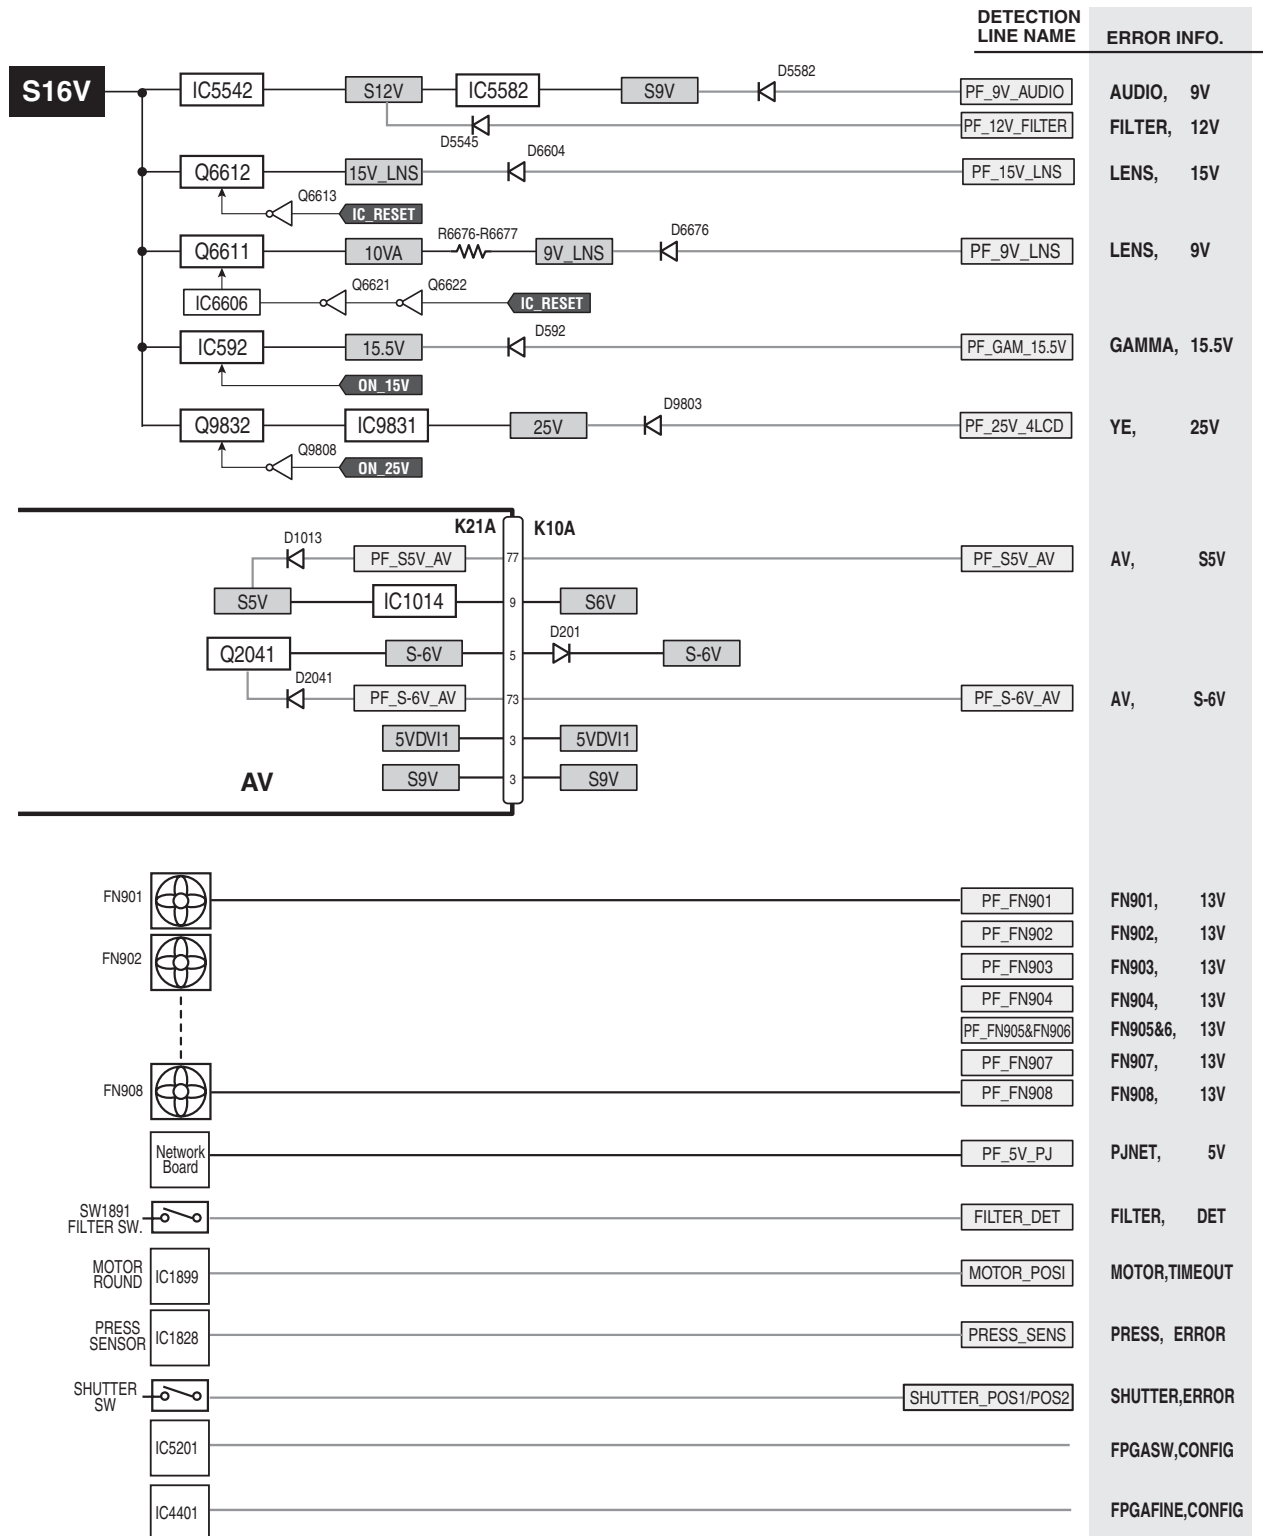 DETECTION
LINE NAME ERROR INFO.
S16V IC5542 S12V IC5582 S9V D5582 PF_9V_AUDIO AUDIO, 9V
D5545 PF_12V_FILTER FILTER, 12V
Q6612 15V_LNS D6604 PF_15V_LNS LENS, 15V
Q6613 IC_RESET
Q6611 10VA R6676-R6677 9V_LNS D6676 PF_9V_LNS LENS, 9V
IC6606 Q6621 Q6622 IC_RESET
IC592 15.5V D592 PF_GAM_15.5V GAMMA, 15.5V
ON_15V
Q9832 IC9831 25V D9803 PF_25V_4LCD YE, 25V
Q9808 ON_25V
K21A K10A
D1013 PF_S5V_AV 77 PF_S5V_AV AV, S5V
S5V IC1014 9 S6V
Q2041 S-6V 5 D201 S-6V
D2041 PF_S-6V_AV 73 PF_S-6V_AV AV, S-6V
5VDVI1 3 5VDVI1
AV S9V 3 S9V
FN901 PF_FN901 FN901, 13V
PF_FN902 FN902, 13V
FN902 PF_FN903 FN903, 13V
PF_FN904 FN904, 13V
PF_FN905&FN906 FN905&6, 13V
PF_FN907 FN907, 13V
FN908 PF_FN908 FN908, 13V
Network
Board PF_5V_PJ PJNET, 5V
SW1891
FILTER SW. FILTER_DET FILTER, DET
MOTOR
ROUND IC1899 MOTOR_POSI MOTOR,TIMEOUT
PRESS
SENSOR IC1828 PRESS_SENS PRESS, ERROR
SHUTTER
SW SHUTTER_POS1/POS2 SHUTTER,ERROR
IC5201 FPGASW,CONFIG
IC4401 FPGAFINE,CONFIG